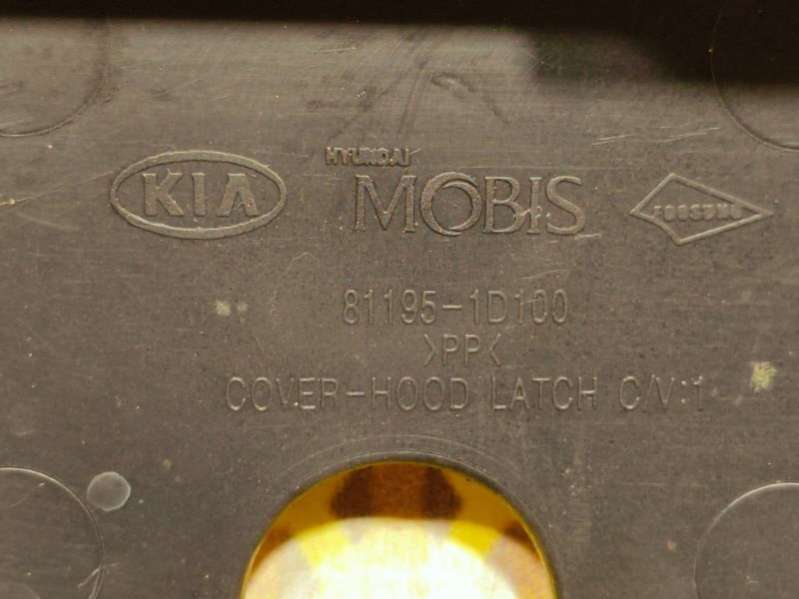 KIA
HYUNDAI
MOBIS
81195-1D100
>PP<
COVER-HOOD LATCH C/V:1